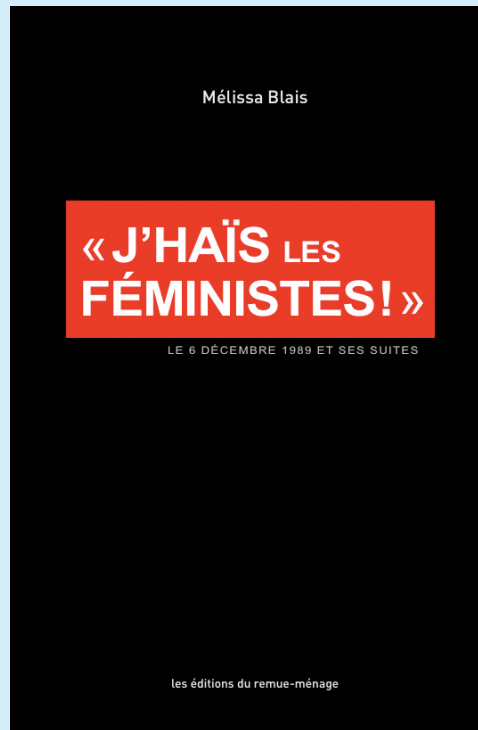 Mélissa Blais
« J'HAÏS LES
FÉMINISTES! »
LE 6 DÉCEMBRE 1989 ET SES SUITES
les éditions du remue-ménage